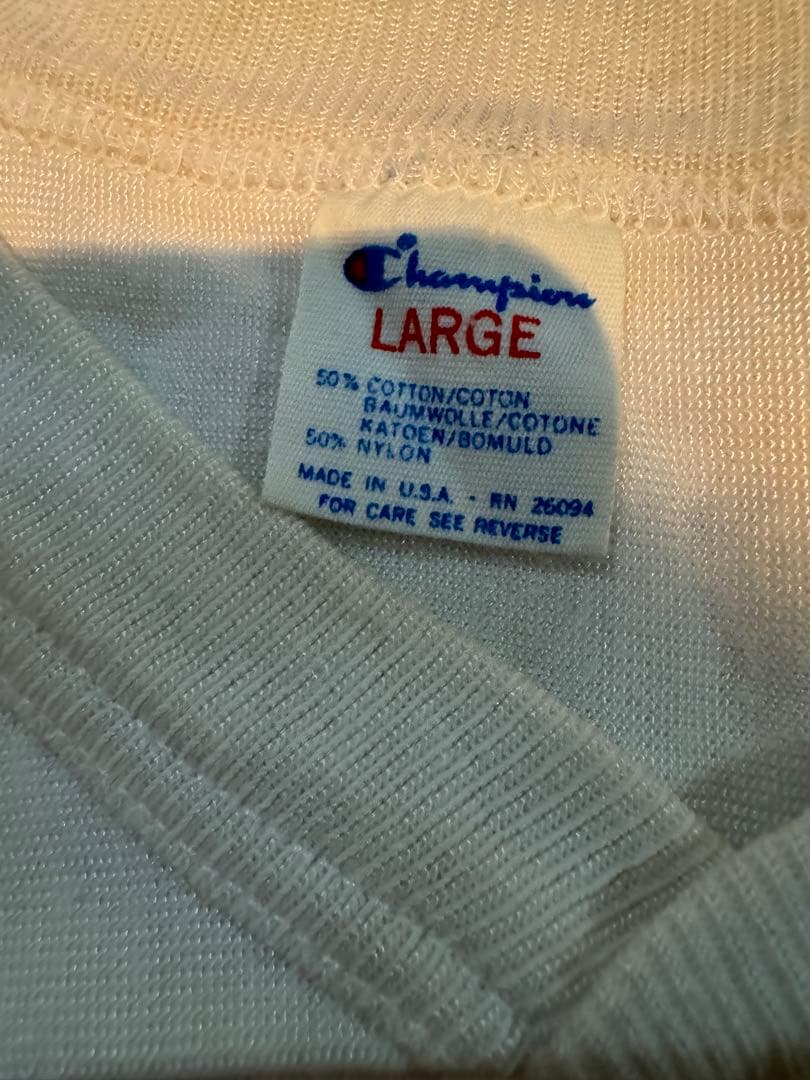 Champion
LARGE
50% COTTON/COTON
BAUMWOLLE/COTONE
KATOEN/BOMULD
50% NYLON
MADE IN U.S.A. - RN 26094
FOR CARE SEE REVERSE